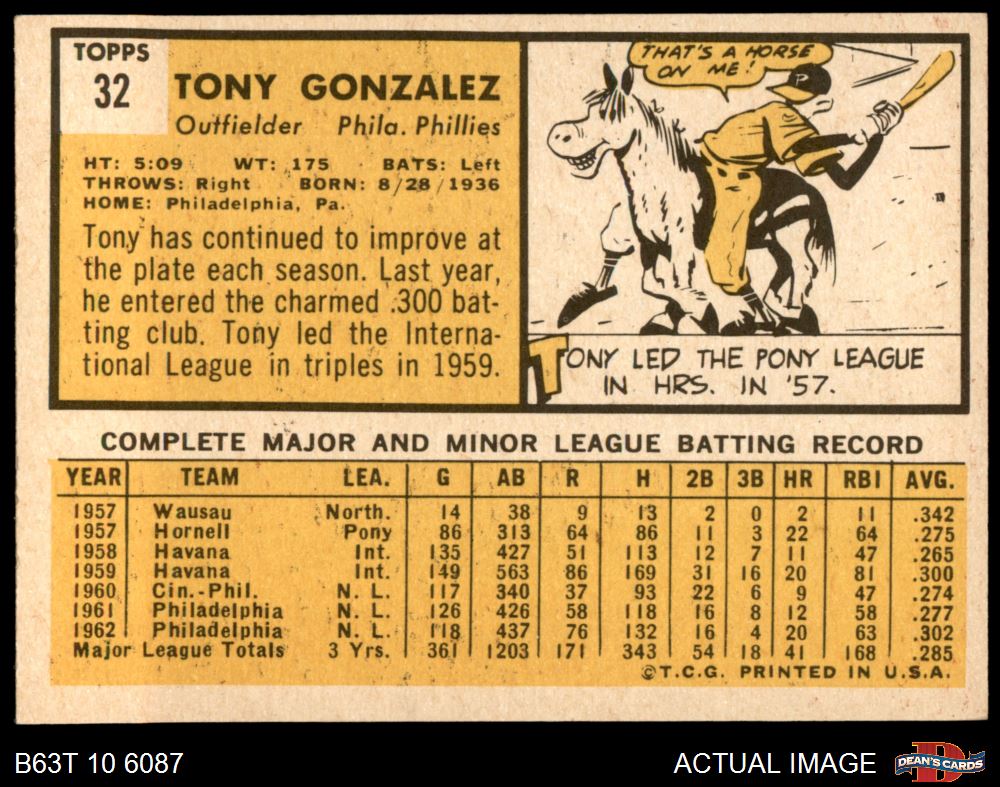 TOPPS
32
TONY GONZALEZ
Outfielder Phila. Phillies
HT: 5:09 WT: 175 BATS: Left
THROWS: Right BORN: 8/28/1936
HOME: Philadelphia, Pa.
Tony has continued to improve at
the plate each season. Last year,
he entered the charmed .300 bat-
ting club. Tony led the Interna-
tional League in triples in 1959.
THAT'S A HORSE
ON ME!
P
TONY LED THE PONY LEAGUE
IN HRS. IN '57.
COMPLETE MAJOR AND MINOR LEAGUE BATTING RECORD
YEAR TEAM LEA. G AB R H 2B 3B HR RBI AVG.
1957 Wausau North. 14 38 9 13 2 0 2 11 .342
1957 Hornell Pony 86 313 64 86 11 3 22 64 .275
1958 Havana Int. 135 427 51 113 12 7 11 47 .265
1959 Havana Int. 149 563 86 169 31 16 20 81 .300
1960 Cin.-Phil. N. L. 117 340 37 93 22 6 9 47 .274
1961 Philadelphia N. L. 126 426 58 118 16 8 12 58 .277
1962 Philadelphia N. L. 118 437 76 132 16 4 20 63 .302
Major League Totals 3 Yrs. 361 1203 171 343 54 18 41 168 .285
©T.C.G. PRINTED IN U.S.A.
B63T 10 6087 ACTUAL IMAGE
D
DEAN'S CARDS